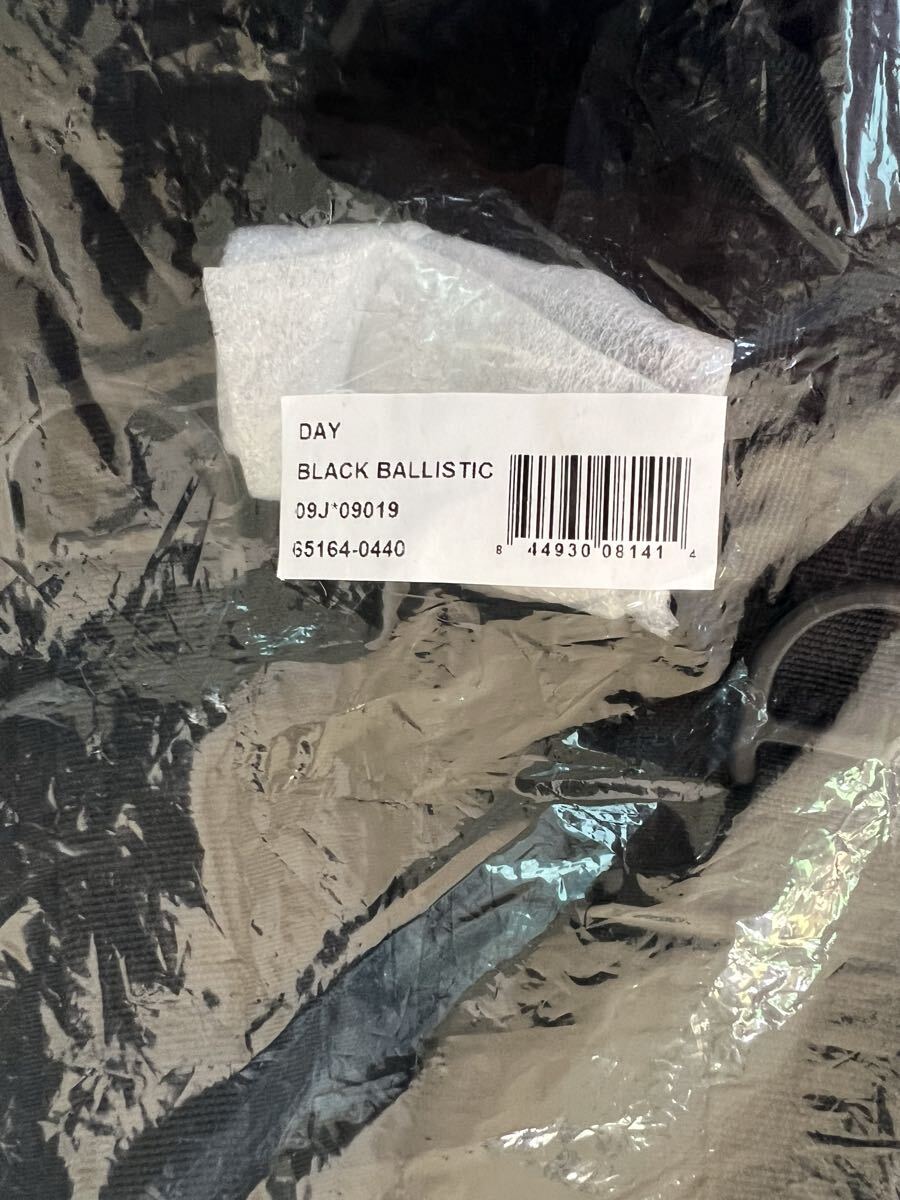 DAY
BLACK BALLISTIC
09J*09019
65164-0440
8 44930 08141 4